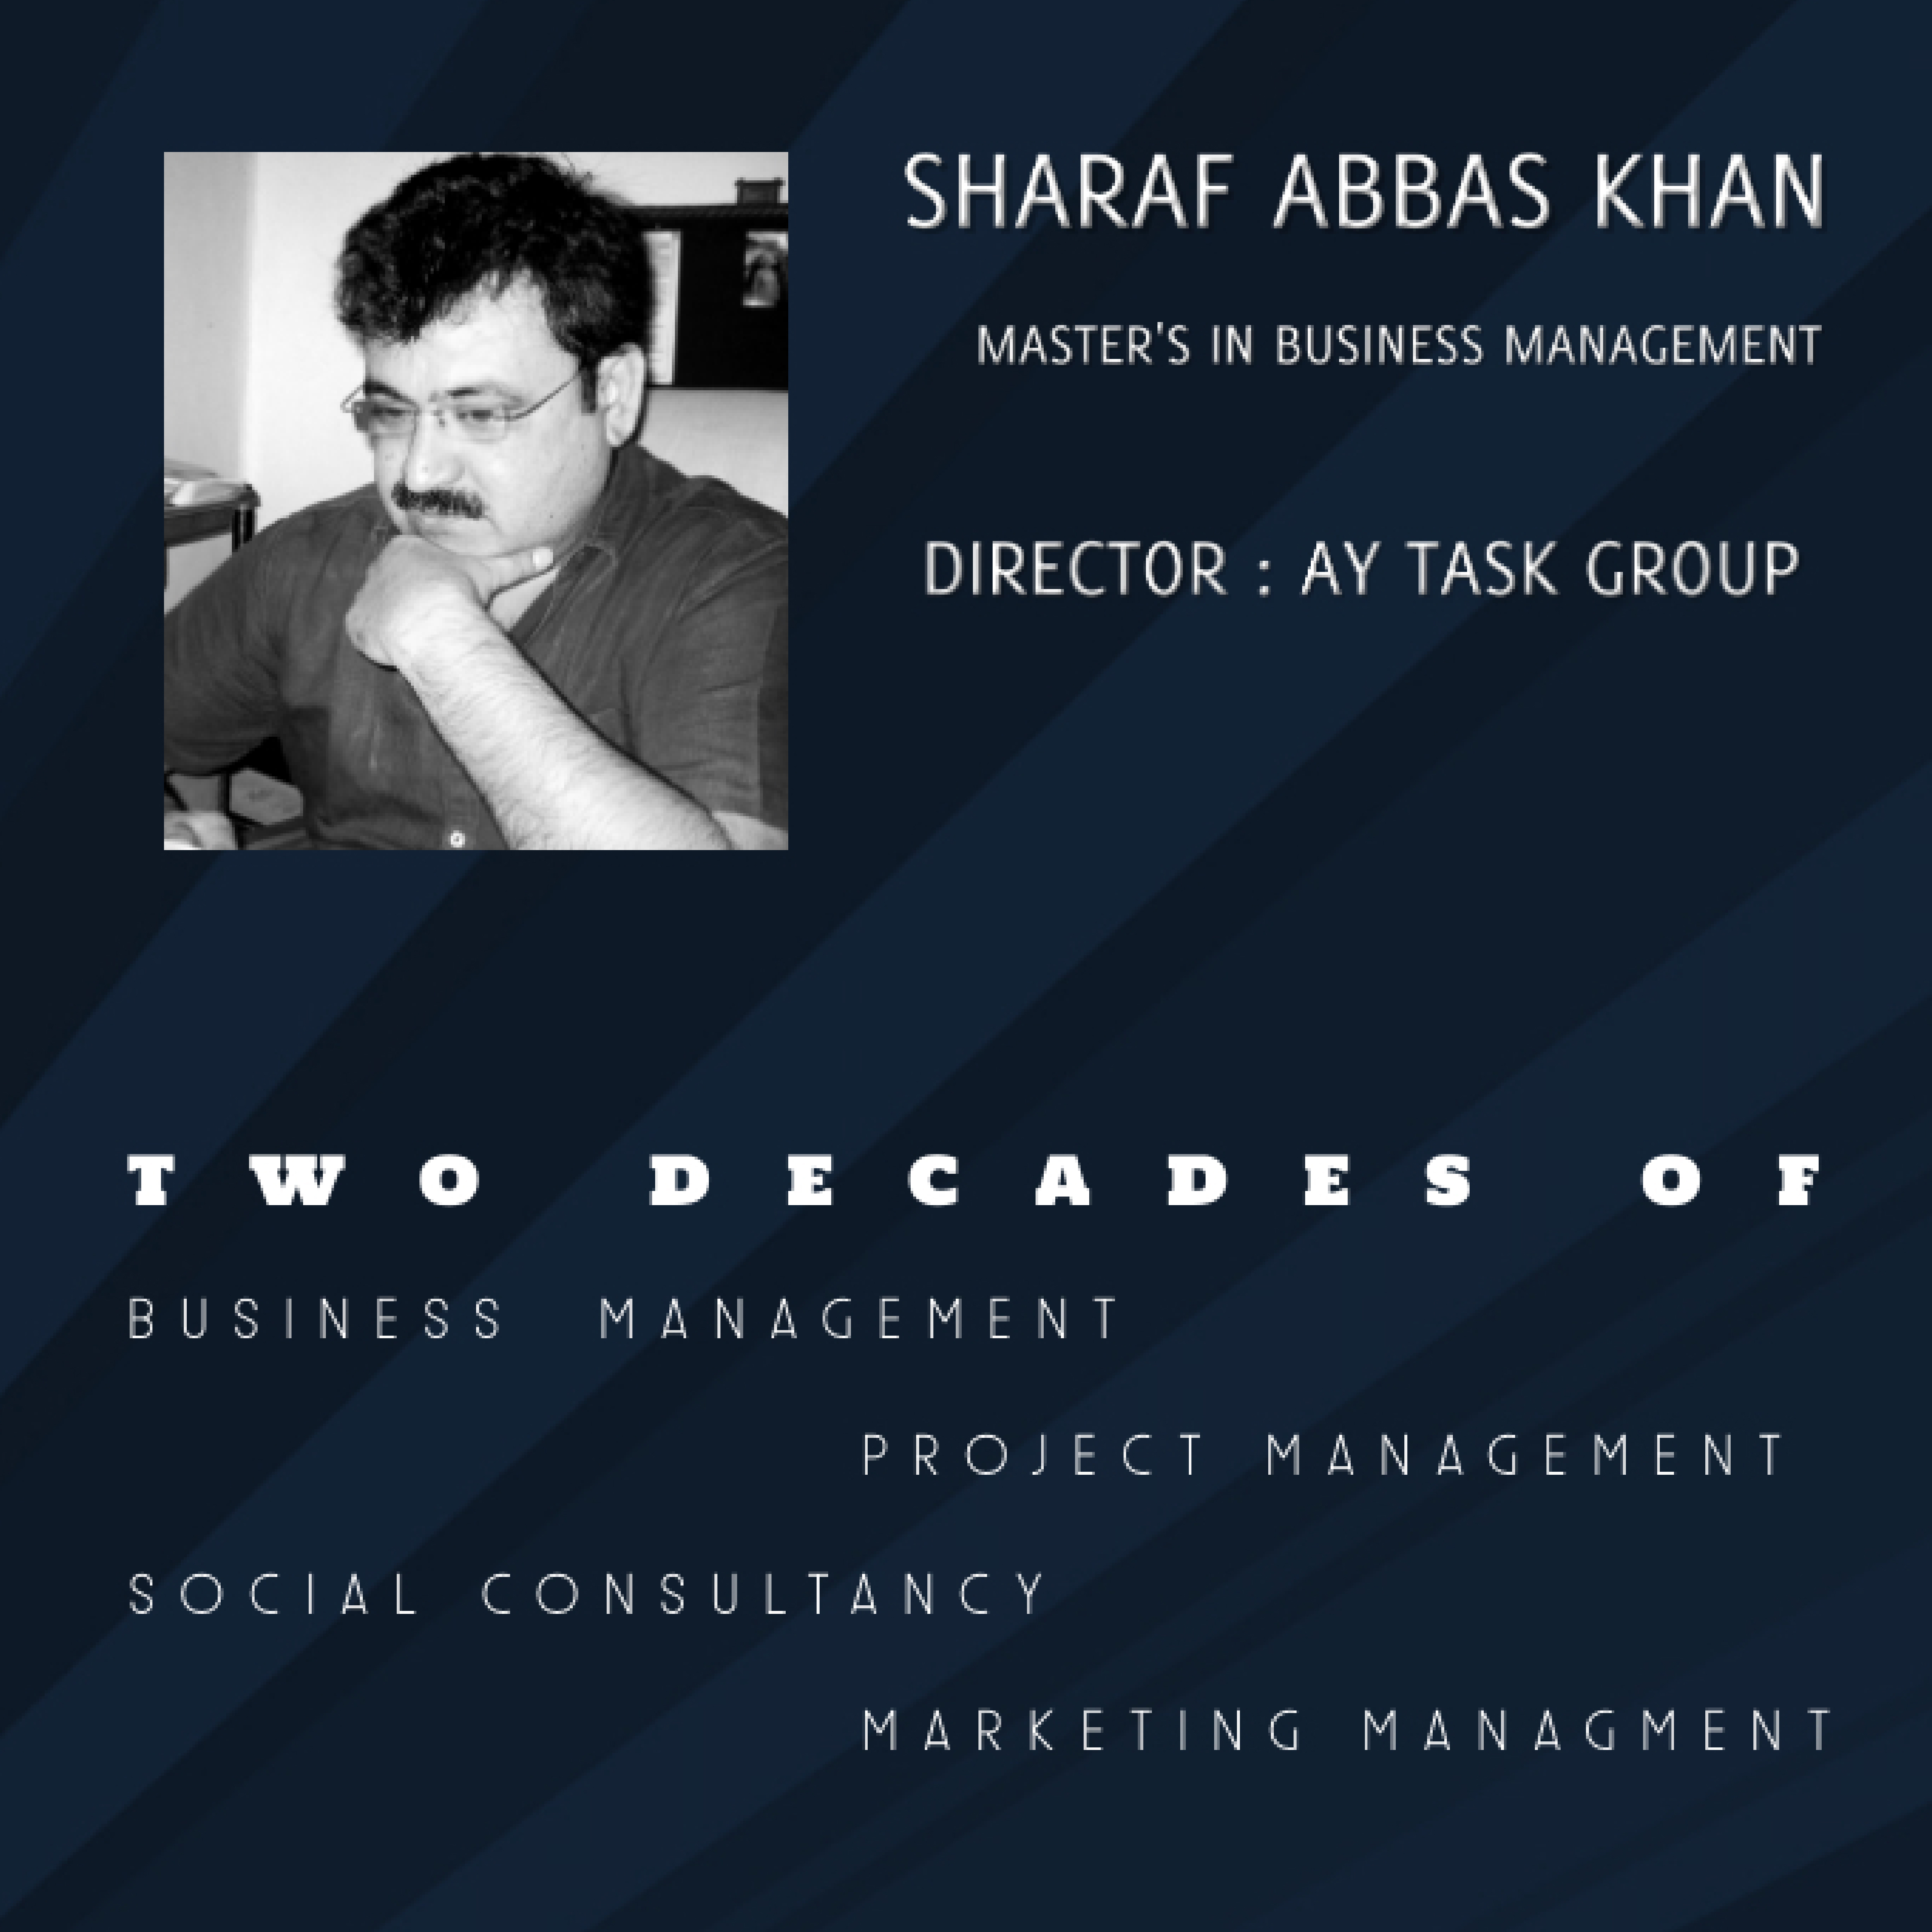 SHARAF ABBAS KHAN
MASTER'S IN BUSINESS MANAGEMENT
DIRECTOR : AY TASK GROUP
TWO DECADES OF
BUSINESS MANAGEMENT
PROJECT MANAGEMENT
SOCIAL CONSULTANCY
MARKETING MANAGMENT